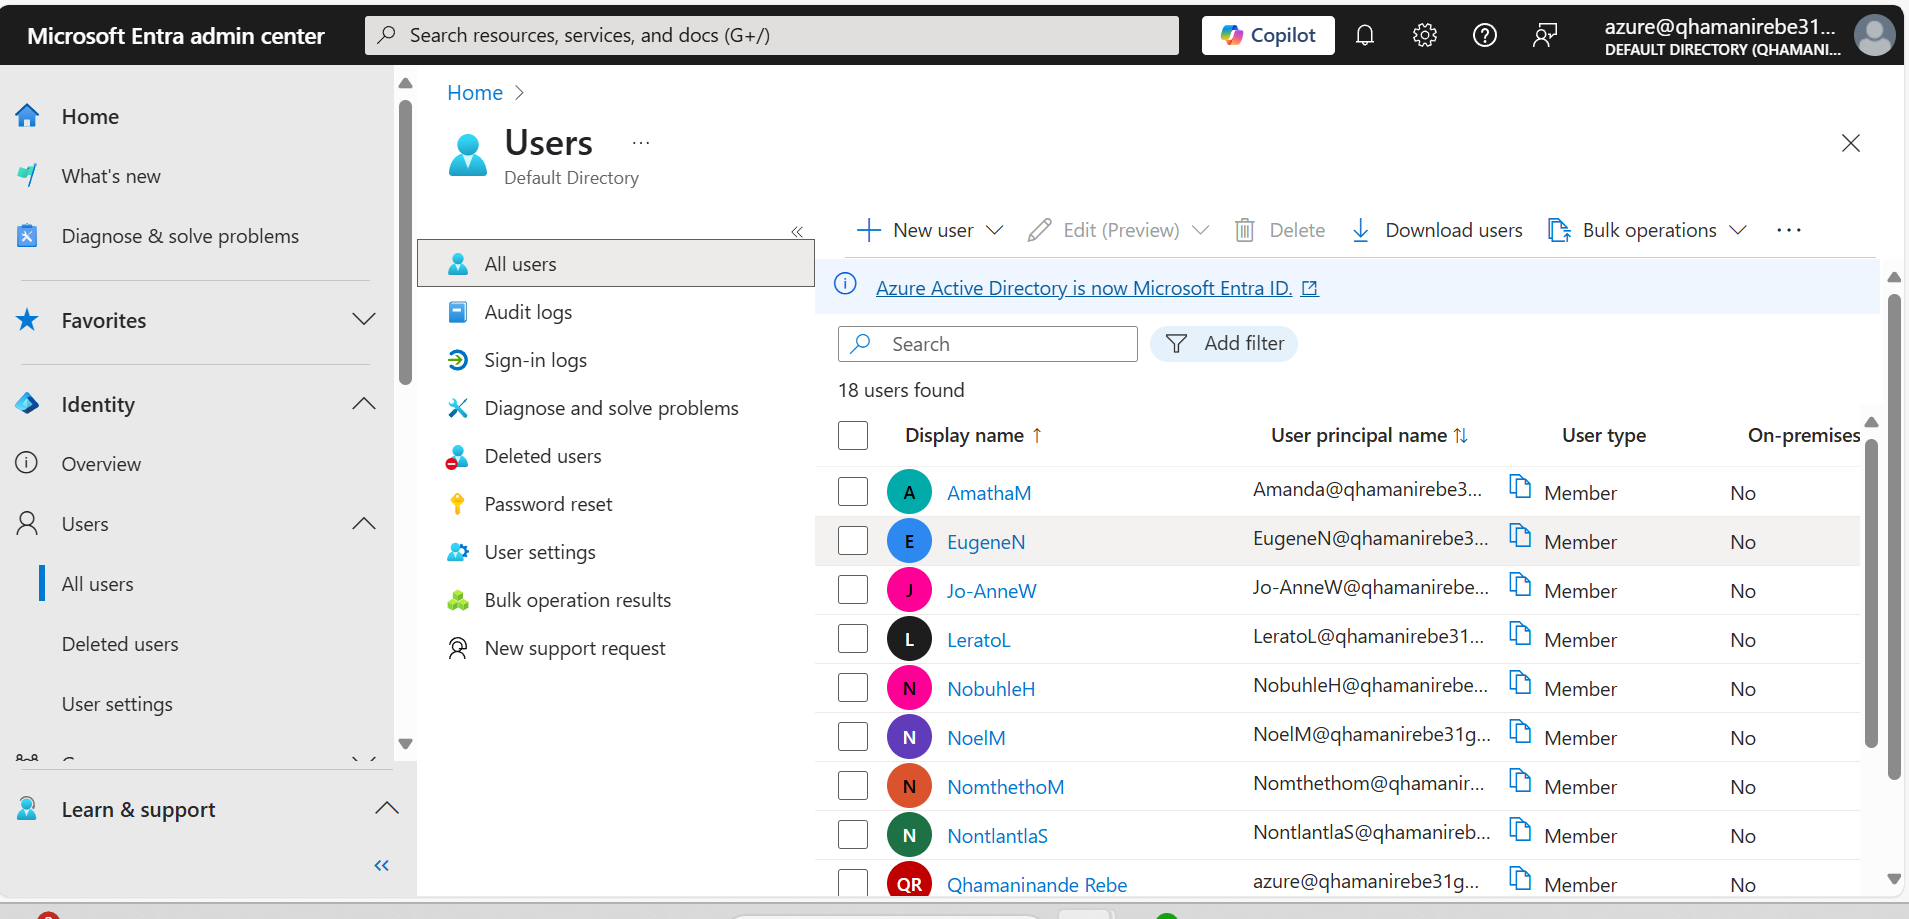 Microsoft Entra admin center
Search resources, services, and docs (G+/)
Copilot
azure@qhamanirebe31...
DEFAULT DIRECTORY (QHAMANI...
Home
What's new
Diagnose & solve problems
Favorites
Identity
Overview
Users
All users
Deleted users
User settings
Learn & support
Home
Users
...
Default Directory
All users
Audit logs
Sign-in logs
Diagnose and solve problems
Deleted users
Password reset
User settings
Bulk operation results
New support request
New user
Edit (Preview)
Delete
Download users
Bulk operations
...
Azure Active Directory is now Microsoft Entra ID.
Search
Add filter
18 users found
Display name ↑ User principal name ↑↓ User type On-premises
A AmathaM Amanda@qhamanirebe3... Member No
E EugeneN EugeneN@qhamanirebe3... Member No
J Jo-AnneW Jo-AnneW@qhamanirebe... Member No
L LeratoL LeratoL@qhamanirebe31... Member No
N NobuhleH NobuhleH@qhamanirebe... Member No
N NoelM NoelM@qhamanirebe31g... Member No
N NomthethoM Nomthethom@qhamanir... Member No
N NontlantlaS NontlantlaS@qhamanireb... Member No
QR Qhamaninande Rebe azure@qhamanirebe31g... Member No